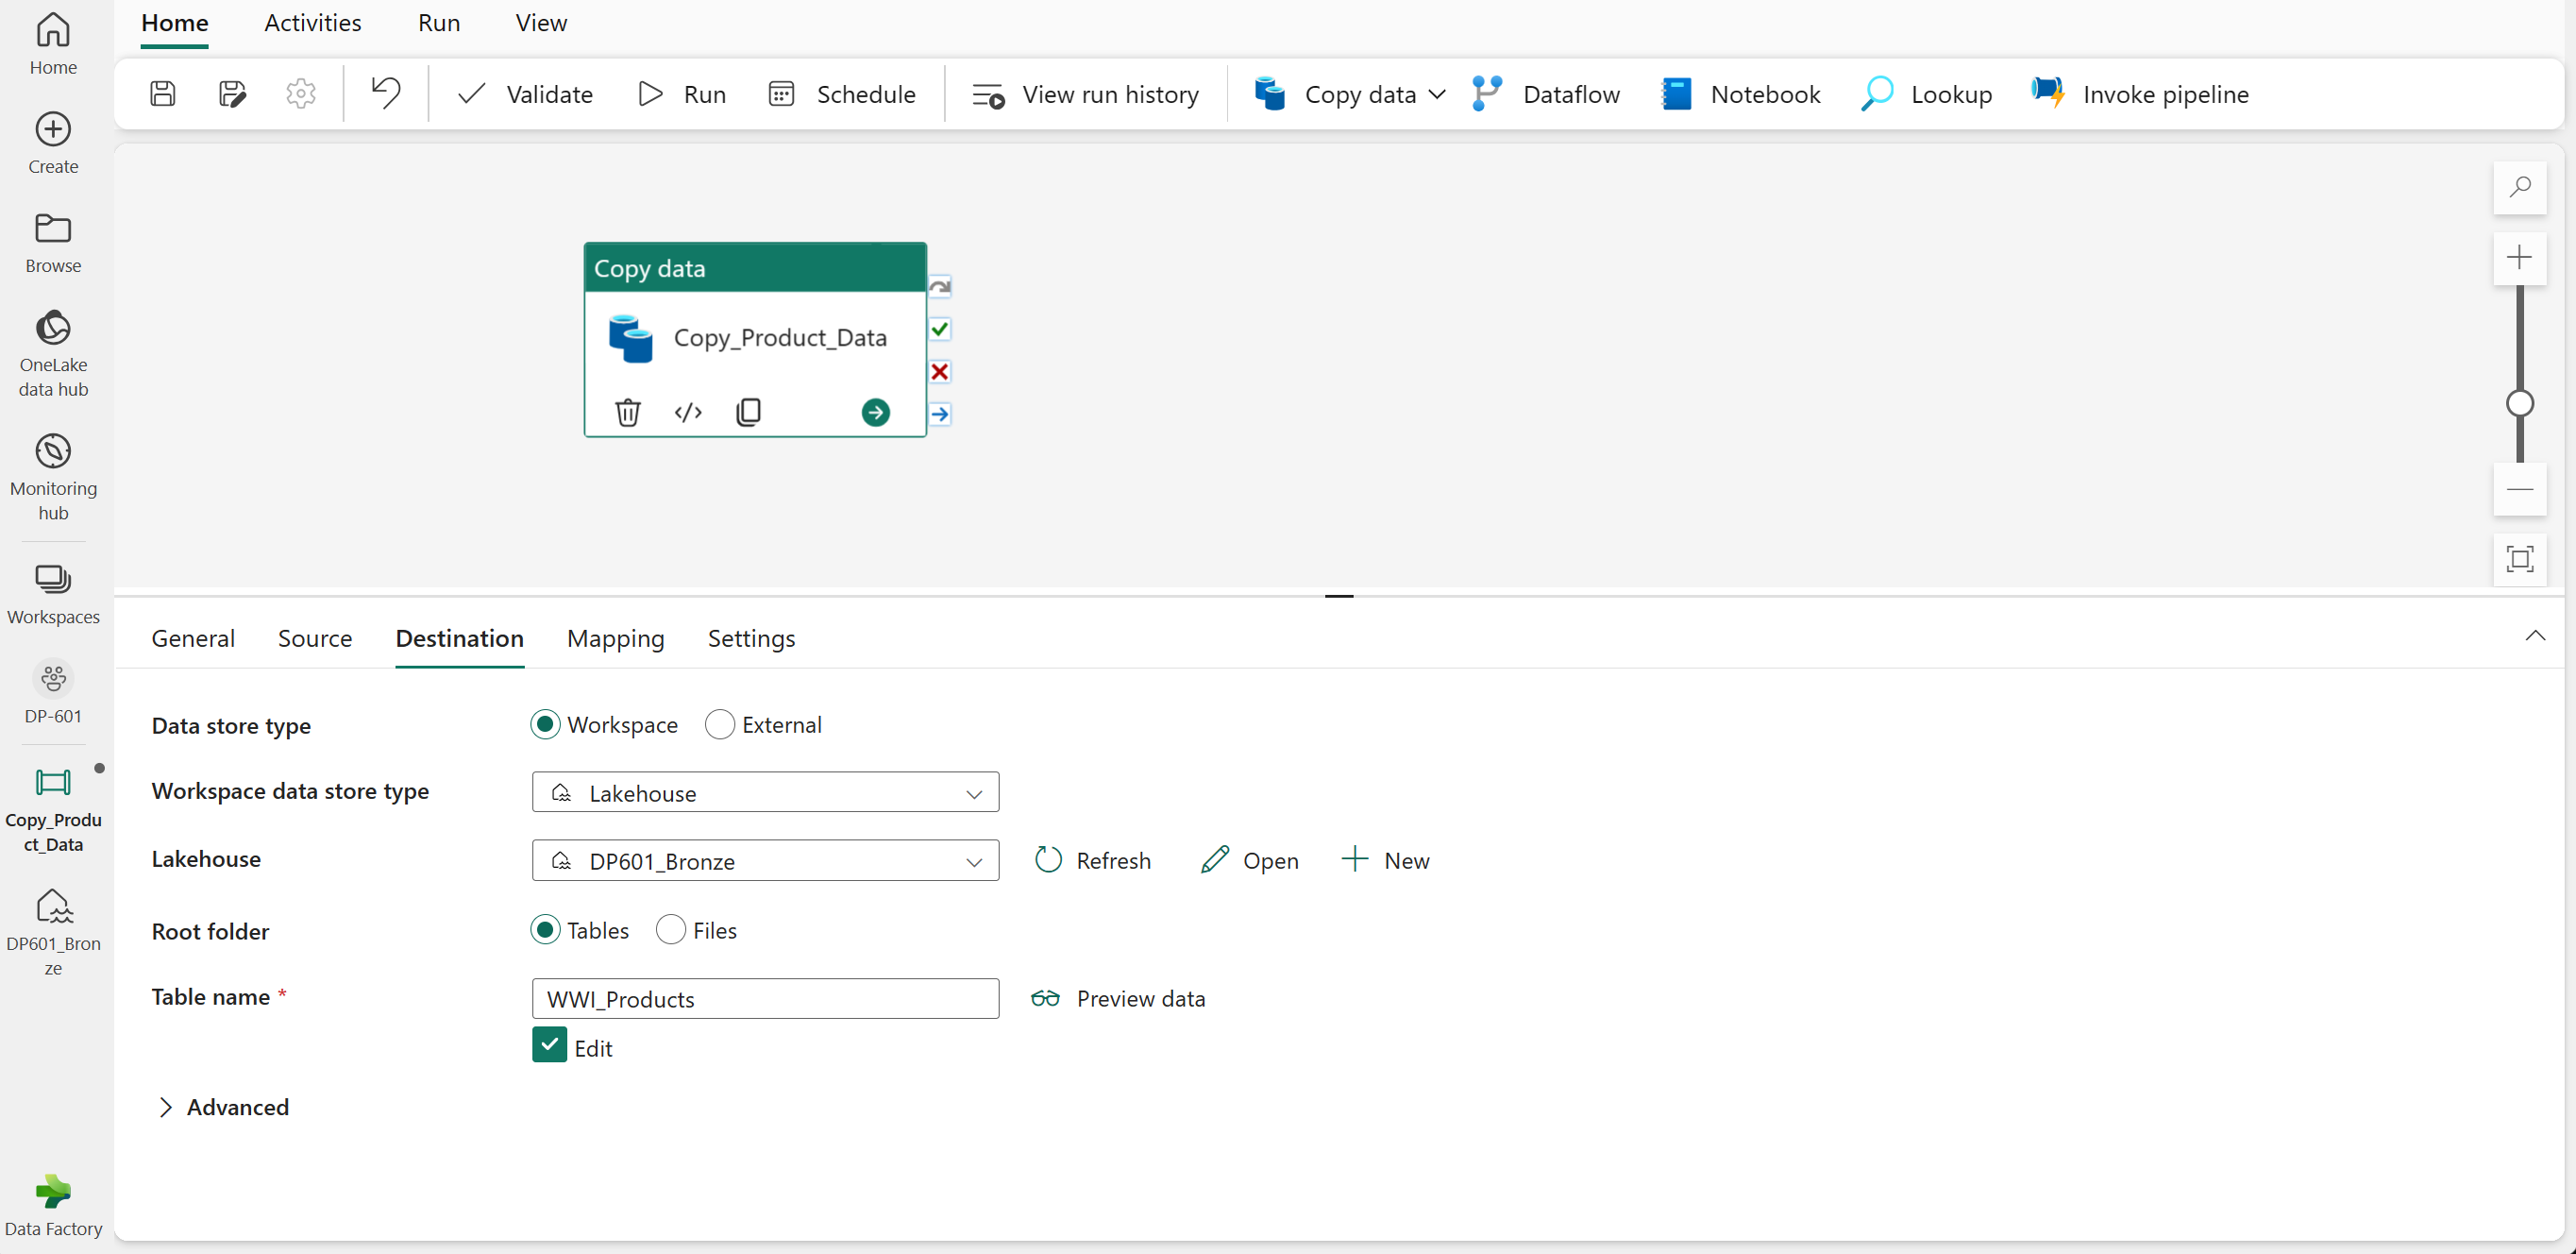 Home
Activities
Run
View
Validate
Run
Schedule
View run history
Copy data
Dataflow
Notebook
Lookup
Invoke pipeline
Home
Create
Browse
OneLake
data hub
Monitoring
hub
Workspaces
DP-601
Copy_Produ
ct_Data
DP601_Bron
ze
Data Factory
Copy data
Copy_Product_Data
General
Source
Destination
Mapping
Settings
Data store type
Workspace
External
Workspace data store type
Lakehouse
Lakehouse
DP601_Bronze
Refresh
Open
New
Root folder
Tables
Files
Table name *
WWI_Products
Preview data
Edit
Advanced